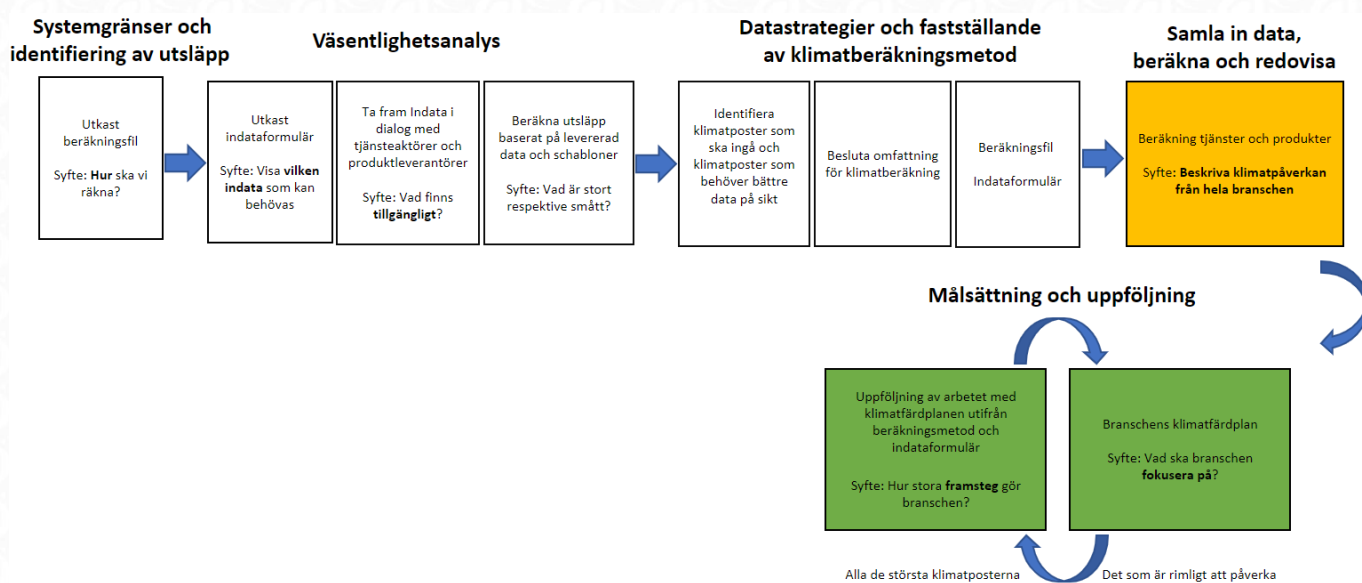 Systemgränser och
identifiering av utsläpp
Väsentlighetsanalys
Datastrategier och fastställande
av klimatberäkningsmetod
Samla in data,
beräkna och redovisa
Utkast
beräkningsfil
Syfte: Hur ska vi
räkna?
Utkast
indataformulär
Syfte: Visa vilken
indata som kan
behövas
Ta fram Indata i
dialog med
tjänsteaktörer och
produktleverantörer
Syfte: Vad finns
tillgängligt?
Beräkna utsläpp
baserat på levererad
data och schabloner
Syfte: Vad är stort
respektive smått?
Identifiera
klimatposter som
ska ingå och
klimatposter som
behöver bättre
data på sikt
Besluta omfattning
för klimatberäkning
Beräkningsfil
Indataformulär
Beräkning tjänster och produkter
Syfte: Beskriva klimatpåverkan
från hela branschen
Målsättning och uppföljning
Uppföljning av arbetet med
klimatfärdplanen utifrån
beräkningsmetod och
indataformulär
Syfte: Hur stora framsteg gör
branschen?
Branschens klimatfärdplan
Syfte: Vad ska branschen
fokusera på?
Alla de största klimatposterna
Det som är rimligt att påverka